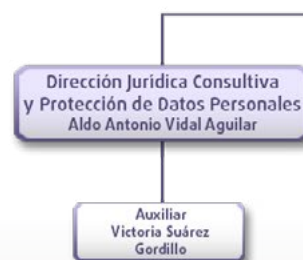 Dirección Jurídica Consultiva
y Protección de Datos Personales
Aldo Antonio Vidal Aguilar
Auxiliar
Victoria Suárez
Gordillo